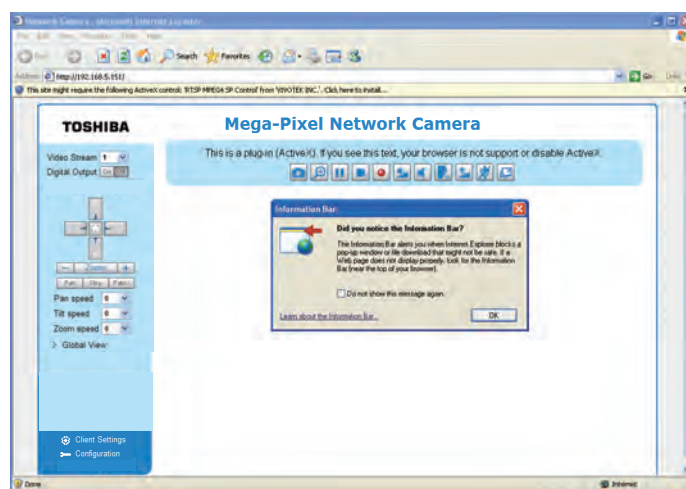 Network Camera - Microsoft Internet Explorer
Search Favorites
http://192.168.5.151/
Go
This site might require the following ActiveX control: 'RTSP MPEG4 SP Control' from 'VIVOTEK INC.'. Click here to install...
TOSHIBA
Mega-Pixel Network Camera
Video Stream 1
Digital Output On Off
This is a plug-in (ActiveX). If you see this text, your browser is not support or disable ActiveX.
Information Bar
Did you notice the Information Bar?
The Information Bar alerts you when Internet Explorer blocks a
pop-up window or file download that might not be safe. If a
Web page does not display properly, look for the Information
Bar (near the top of your browser).
Do not show this message again.
Learn about the Information Bar...
OK
Zoom
Pan Stop Patrol
Pan speed 0
Tilt speed 0
Zoom speed 0
> Global View
Client Settings
Configuration
Done
Internet